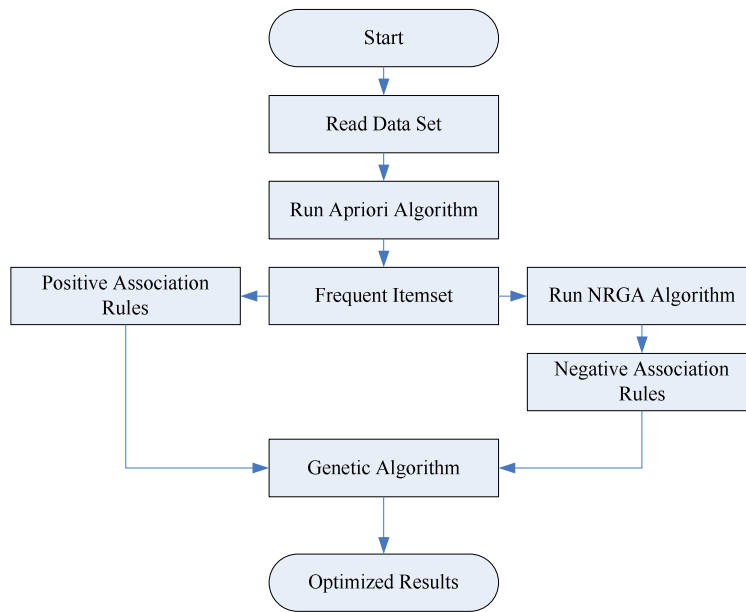 Start
Read Data Set
Run Apriori Algorithm
Positive Association
Rules
Frequent Itemset
Run NRGA Algorithm
Negative Association
Rules
Genetic Algorithm
Optimized Results